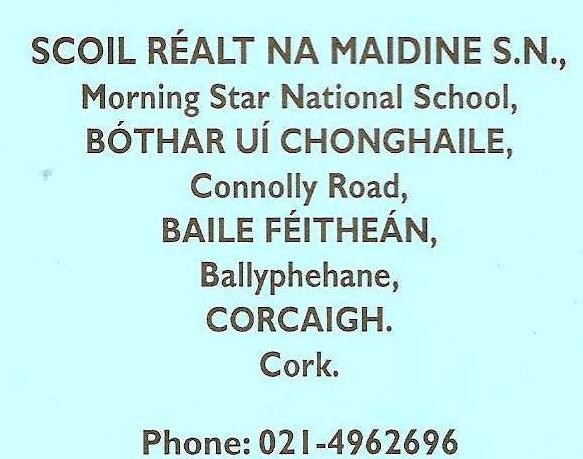 SCOIL RÉALT NA MAIDINE S.N.,
Morning Star National School,
BÓTHAR UÍ CHONGHAILE,
Connolly Road,
BAILE FÉITHEÁN,
Ballyphehane,
CORCAIGH.
Cork.
Phone: 021-4962696